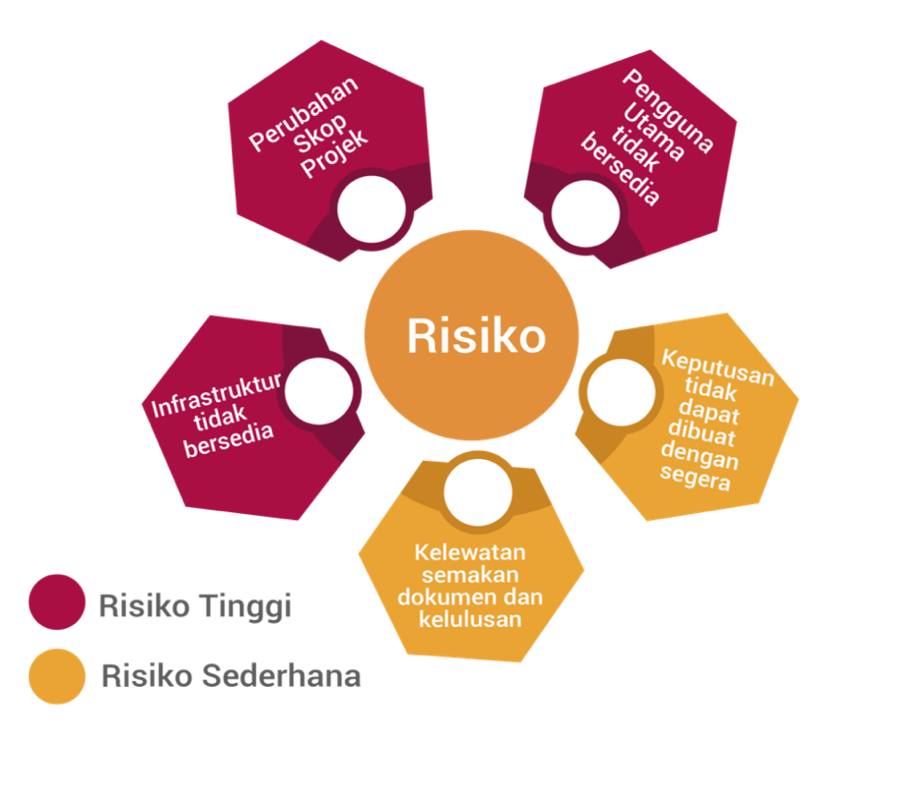 Perubahan
Skop
Projek
Pengguna
Utama
tidak
bersedia
Risiko
Infrastruktur
tidak
bersedia
Keputusan
tidak
dapat
dibuat
dengan
segera
Kelewatan
semakan
dokumen dan
kelulusan
Risiko Tinggi
Risiko Sederhana